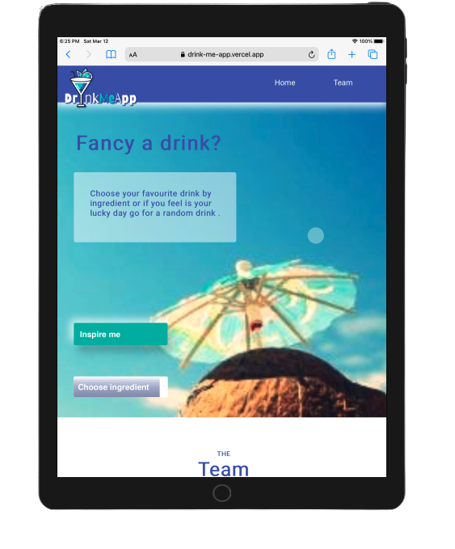 6:25 PM Sat Mar 12
100%
AA
drink-me-app.vercel.app
DrInkMeApp
Home
Team
Fancy a drink?
Choose your favourite drink by
ingredient or if you feel is your
lucky day go for a random drink .
Inspire me
Choose ingredient
THE
Team